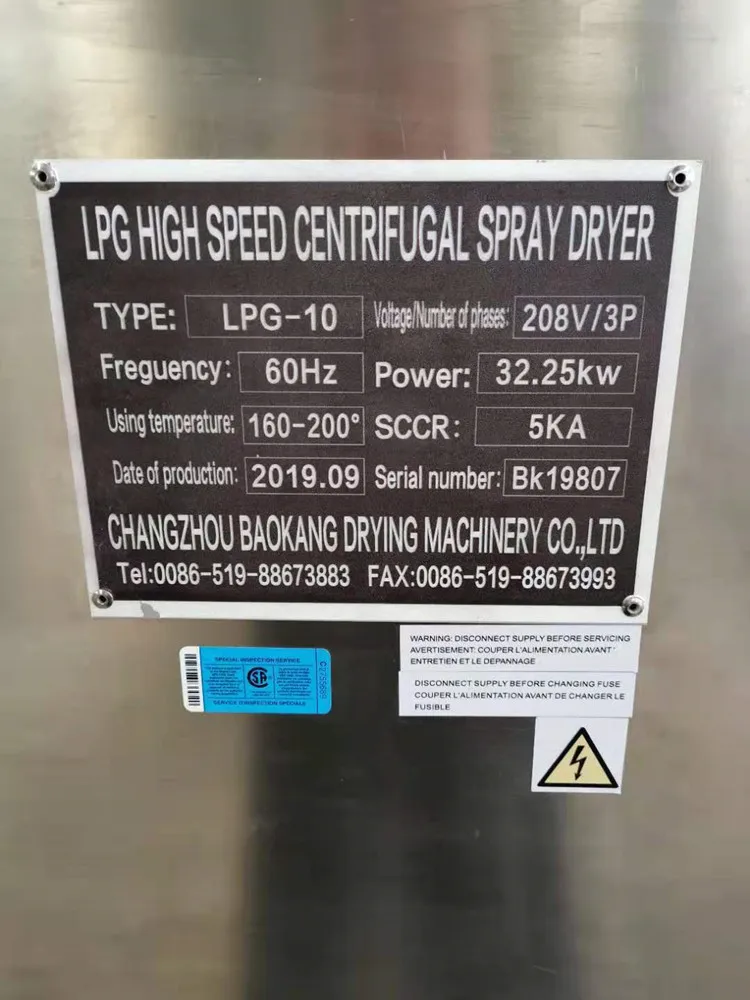 LPG HIGH SPEED CENTRIFUGAL SPRAY DRYER
TYPE: LPG-10 Voltage/Number of phases: 208V/3P
Freguency: 60Hz Power: 32.25kw
Using temperature: 160-200° SCCR: 5KA
Date of production: 2019.09 Serial number: Bk19807
CHANGZHOU BAOKANG DRYING MACHINERY CO.,LTD
Tel:0086-519-88673883 FAX:0086-519-88673993
WARNING: DISCONNECT SUPPLY BEFORE SERVICING
AVERTISEMENT: COUPER L'ALIMENTATION AVANT'
ENTRETIEN ET LE DEPANNAGE
DISCONNECT SUPPLY BEFORE CHANGING FUSE
COUPER L'ALIMENTATION AVANT DE CHANGER LE
FUSIBLE
SPECIAL INSPECTION SERVICE
SERVICE D'INSPECTION SPÉCIALE